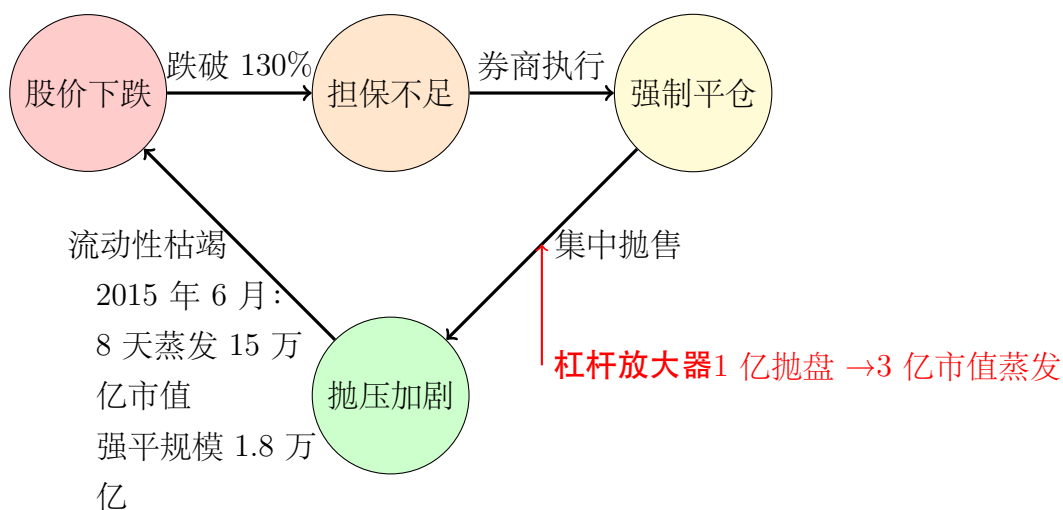 股价下跌
跌破 130%
担保不足
券商执行
强制平仓
流动性枯竭
集中抛售
2015 年 6 月:
8 天蒸发 15 万
亿市值
强平规模 1.8 万
亿
抛压加剧
杠杆放大器1 亿抛盘 →3 亿市值蒸发